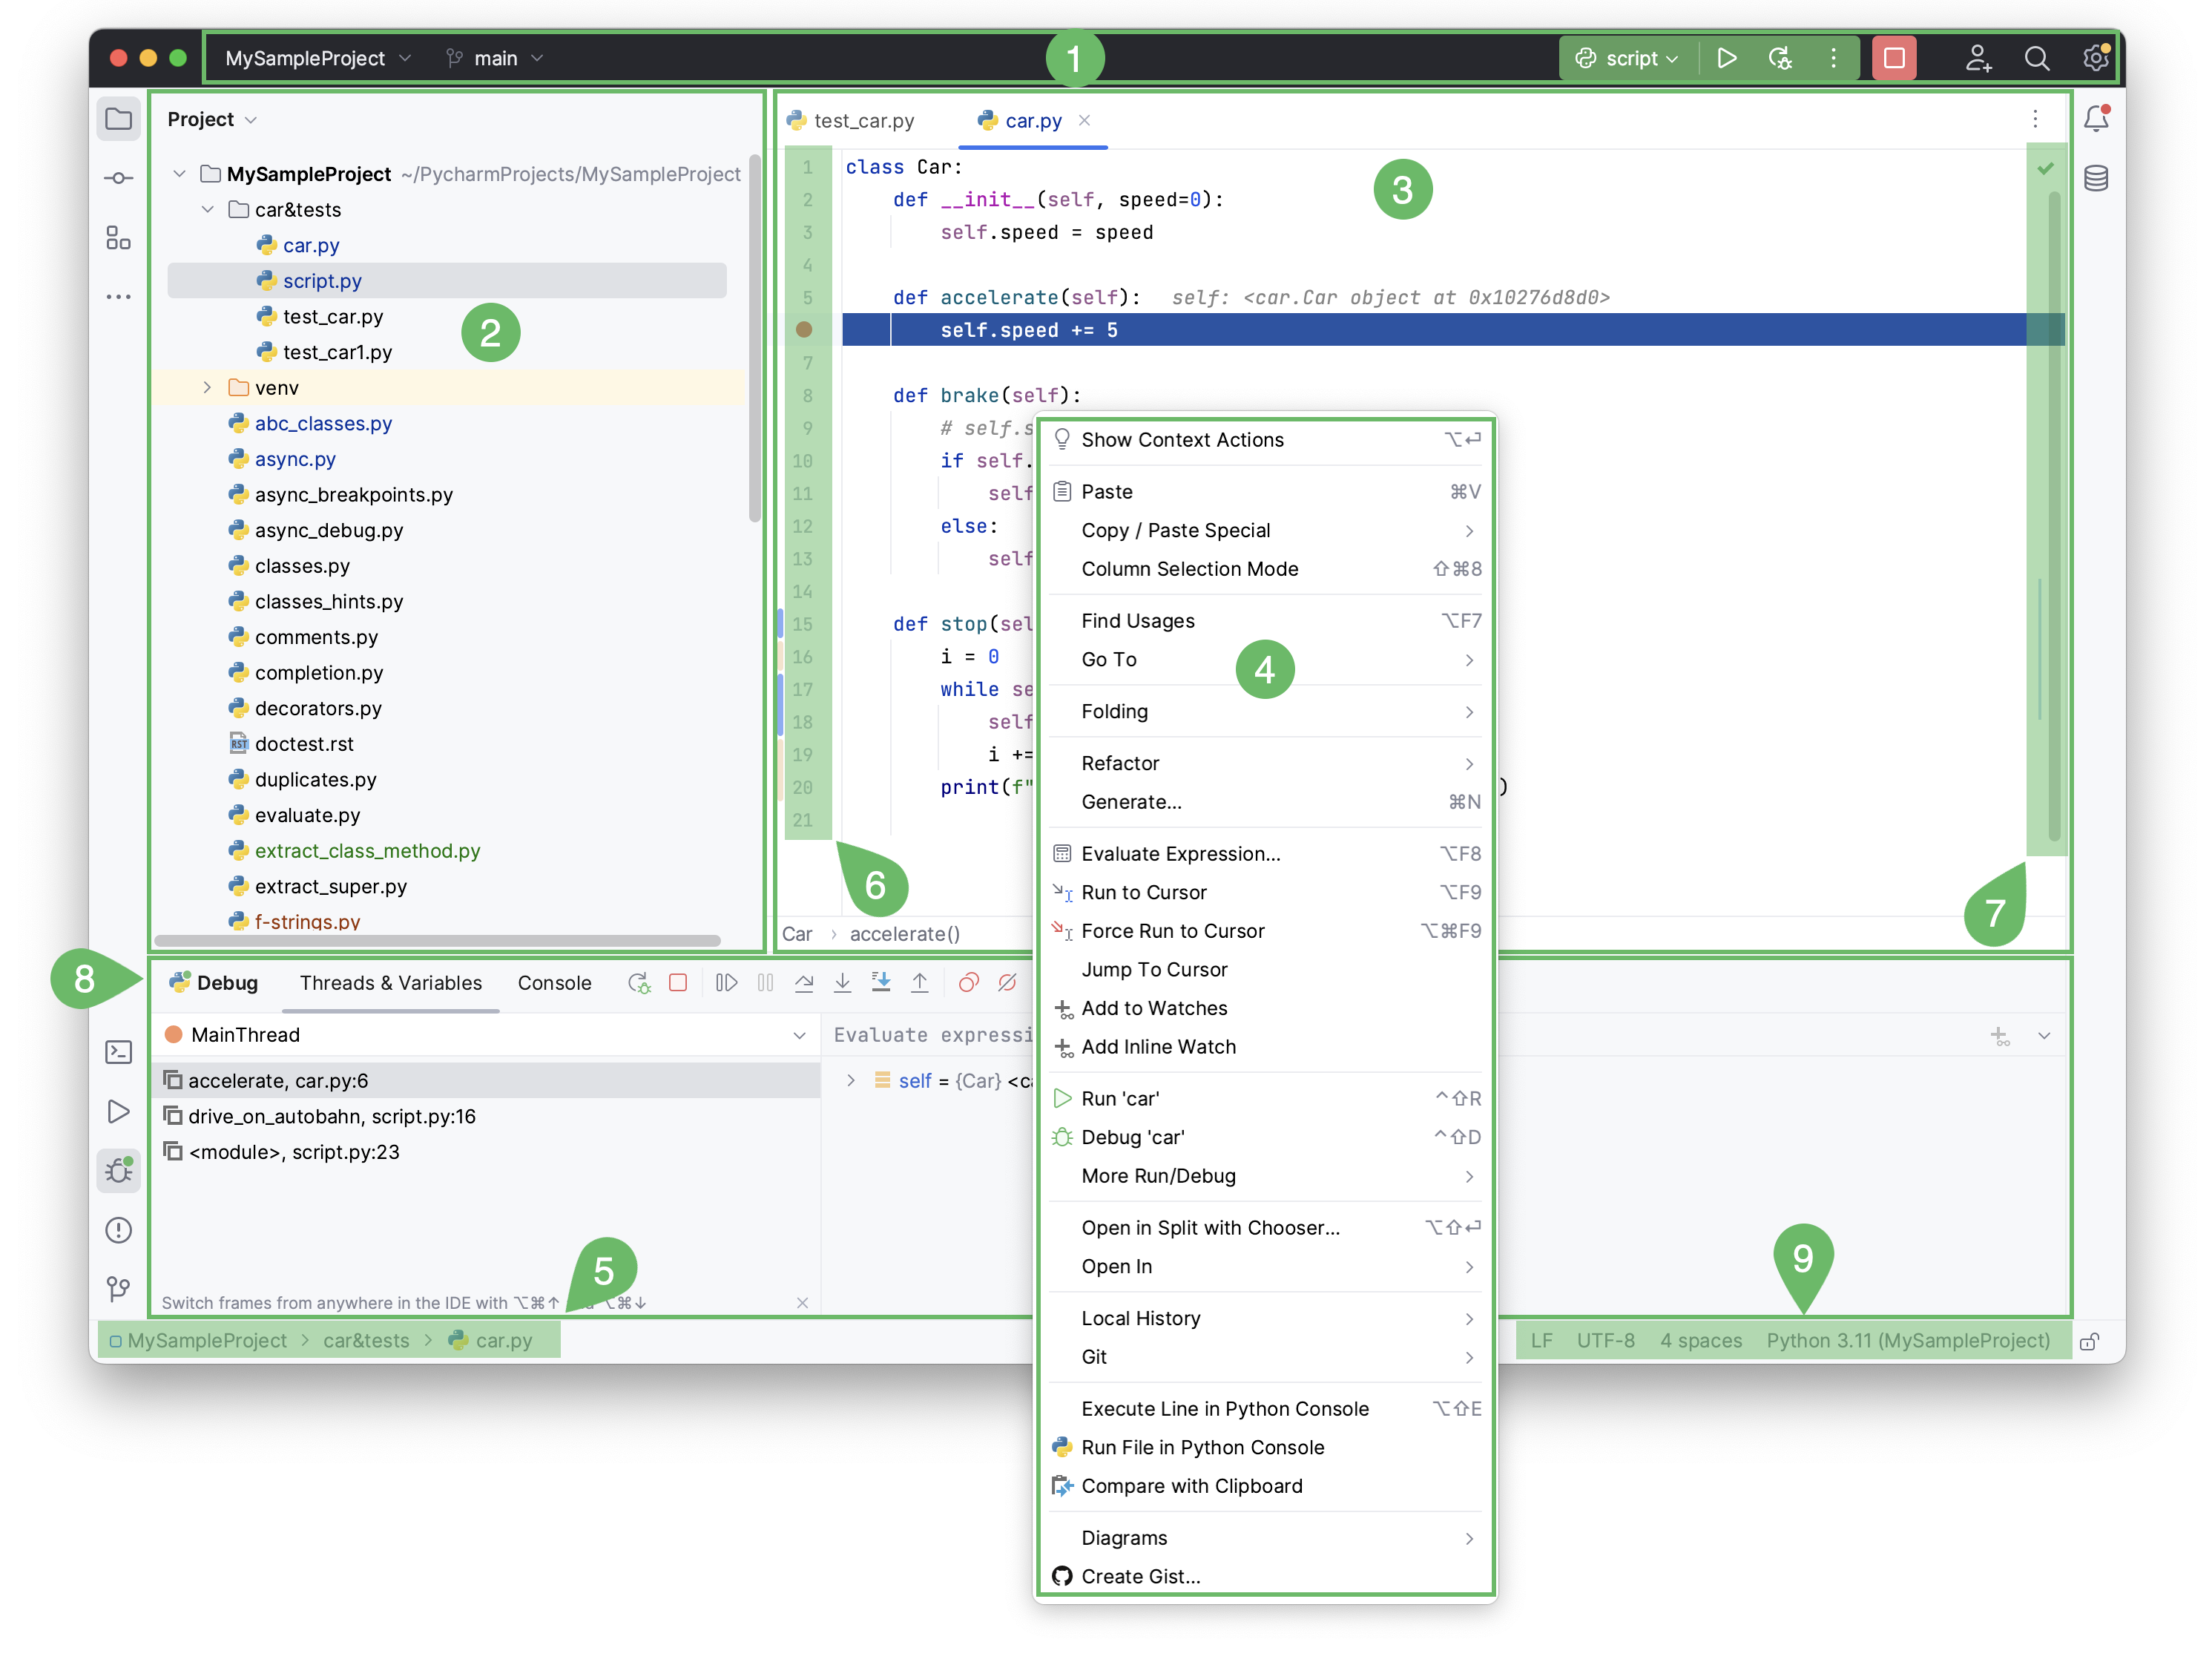 MySampleProject main 1 script
Project
MySampleProject ~/PycharmProjects/MySampleProject
car&tests
car.py
script.py
test_car.py
test_car1.py
2
venv
abc_classes.py
async.py
async_breakpoints.py
async_debug.py
classes.py
classes_hints.py
comments.py
completion.py
decorators.py
RST doctest.rst
duplicates.py
evaluate.py
extract_class_method.py
extract_super.py
f-strings.py
test_car.py car.py
3
1 class Car:
2 def __init__(self, speed=0):
3 self.speed = speed
4
5 def accelerate(self): self: <car.Car object at 0x10276d8d0>
self.speed += 5
7
8 def brake(self):
9 # self.s
10 if self.
11 self
12 else:
13 self
14
15 def stop(sel
16 i = 0
17 while se
18 self
19 i +=
20 print(f" )
21
6
7
Car › accelerate()
Show Context Actions ⌥↩
Paste ⌘V
Copy / Paste Special
Column Selection Mode ⇧⌘8
Find Usages ⌥F7
Go To
4
Folding
Refactor
Generate... ⌘N
Evaluate Expression... ⌥F8
Run to Cursor ⌥F9
Force Run to Cursor ⌥⌘F9
Jump To Cursor
Add to Watches
Add Inline Watch
Run 'car' ^⇧R
Debug 'car' ^⇧D
More Run/Debug
Open in Split with Chooser... ⌥⇧↩
Open In
Local History
Git
Execute Line in Python Console ⌥⇧E
Run File in Python Console
Compare with Clipboard
Diagrams
Create Gist...
8
Debug Threads & Variables Console
MainThread
Evaluate expressi
accelerate, car.py:6
drive_on_autobahn, script.py:16
<module>, script.py:23
self = {Car} <ca
5
9
Switch frames from anywhere in the IDE with ⌥⌘↑ ⌥⌘↓
MySampleProject › car&tests › car.py
LF UTF-8 4 spaces Python 3.11 (MySampleProject)